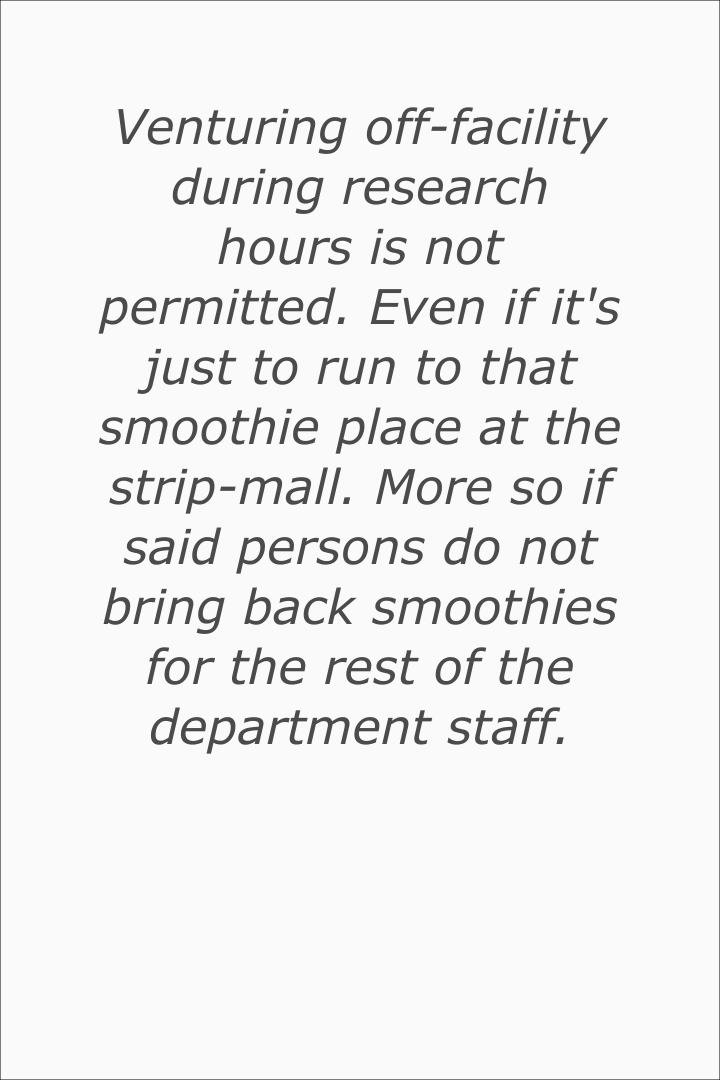 Venturing off-facility
during research
hours is not
permitted. Even if it's
just to run to that
smoothie place at the
strip-mall. More so if
said persons do not
bring back smoothies
for the rest of the
department staff.